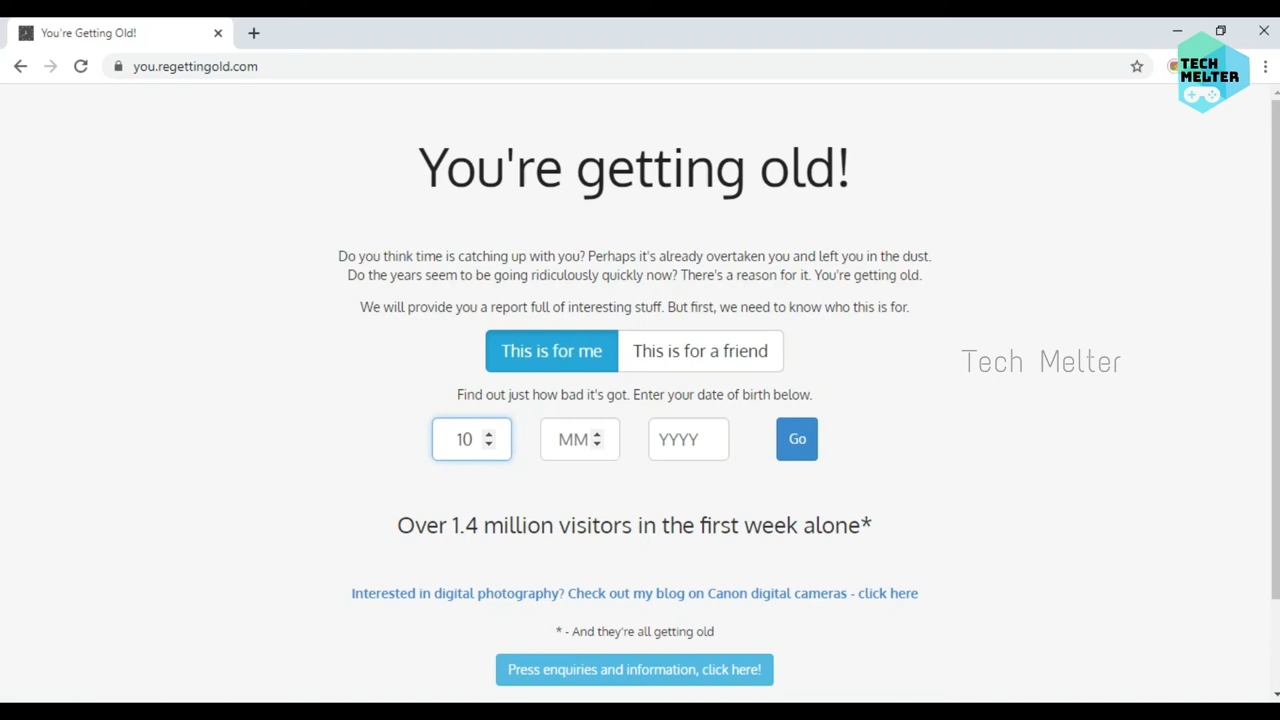 You're Getting Old!
you.regettingold.com
TECH
MELTER
You're getting old!
Do you think time is catching up with you? Perhaps it's already overtaken you and left you in the dust.
Do the years seem to be going ridiculously quickly now? There's a reason for it. You're getting old.
We will provide you a report full of interesting stuff. But first, we need to know who this is for.
This is for me
This is for a friend
Tech Melter
Find out just how bad it's got. Enter your date of birth below.
10
MM
YYYY
Go
Over 1.4 million visitors in the first week alone*
Interested in digital photography? Check out my blog on Canon digital cameras - click here
* - And they're all getting old
Press enquiries and information, click here!